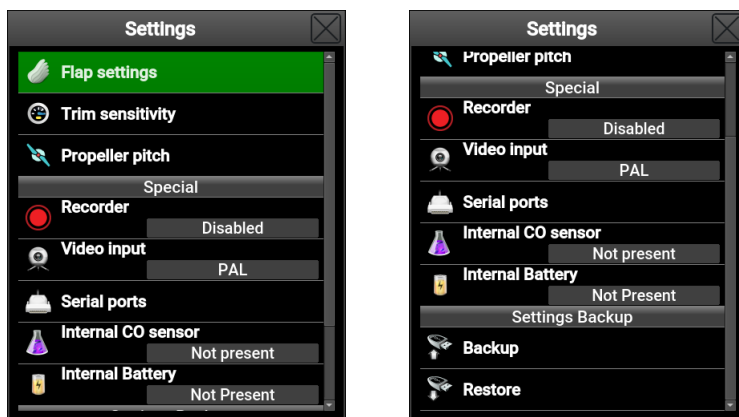 Settings
Flap settings
Trim sensitivity
Propeller pitch
Special
Recorder
Disabled
Video input
PAL
Serial ports
Internal CO sensor
Not present
Internal Battery
Not Present
Settings
Propeller pitch
Special
Recorder
Disabled
Video input
PAL
Serial ports
Internal CO sensor
Not present
Internal Battery
Not Present
Settings Backup
Backup
Restore